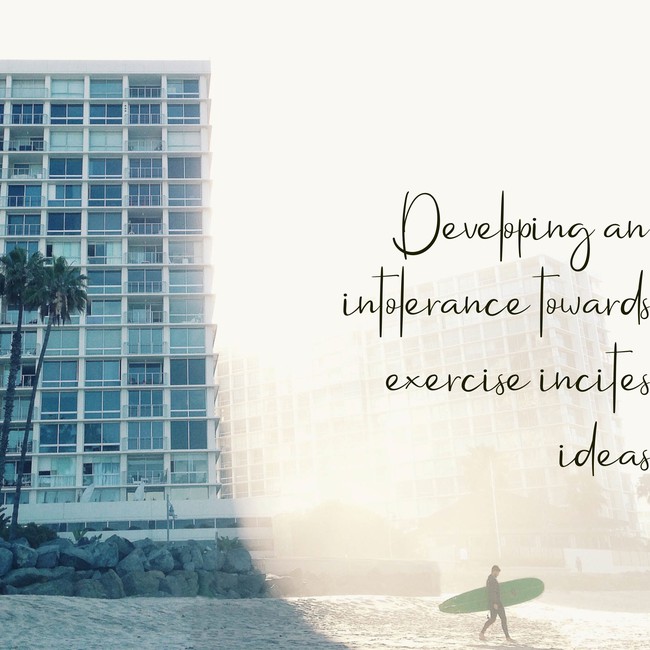 Developing an
intolerance towards
exercise incites
ideas